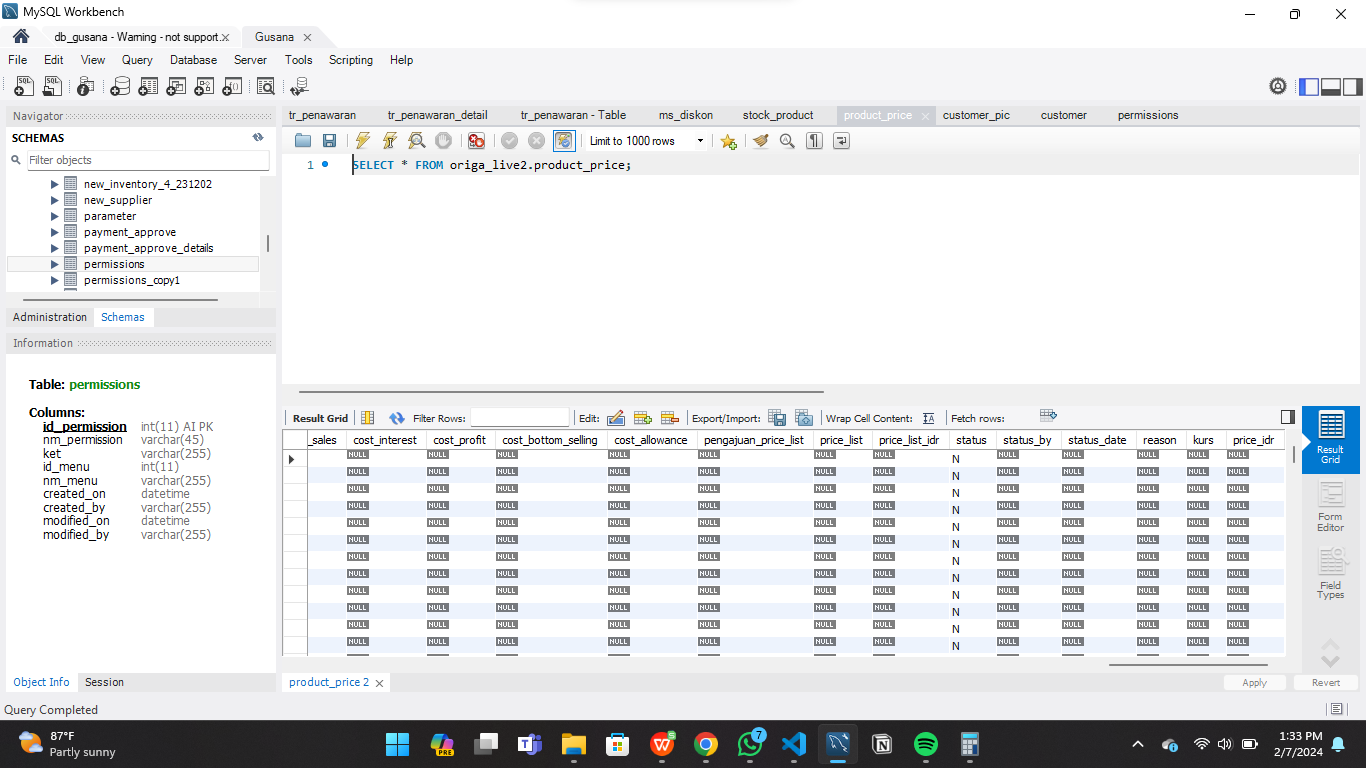 MySQL Workbench
db_gusana - Warning - not support...
Gusana
File Edit View Query Database Server Tools Scripting Help
Navigator
SCHEMAS
Filter objects
new_inventory_4_231202
new_supplier
parameter
payment_approve
payment_approve_details
permissions
permissions_copy1
Administration Schemas
Information
Table: permissions
Columns:
id_permission int(11) AI PK
nm_permission varchar(45)
ket varchar(255)
id_menu int(11)
nm_menu varchar(255)
created_on datetime
created_by varchar(255)
modified_on datetime
modified_by varchar(255)
Object Info Session
tr_penawaran tr_penawaran_detail tr_penawaran - Table ms_diskon stock_product product_price customer_pic customer permissions
Limit to 1000 rows
1 SELECT * FROM origa_live2.product_price;
Result Grid Filter Rows: Edit: Export/Import: Wrap Cell Content: Fetch rows:
_sales cost_interest cost_profit cost_bottom_selling cost_allowance pengajuan_price_list price_list price_list_idr status status_by status_date reason kurs price_idr
NULL NULL NULL NULL NULL NULL NULL N NULL NULL NULL NULL NULL
NULL NULL NULL NULL NULL NULL NULL N NULL NULL NULL NULL NULL
NULL NULL NULL NULL NULL NULL NULL N NULL NULL NULL NULL NULL
NULL NULL NULL NULL NULL NULL NULL N NULL NULL NULL NULL NULL
NULL NULL NULL NULL NULL NULL NULL N NULL NULL NULL NULL NULL
NULL NULL NULL NULL NULL NULL NULL N NULL NULL NULL NULL NULL
NULL NULL NULL NULL NULL NULL NULL N NULL NULL NULL NULL NULL
NULL NULL NULL NULL NULL NULL NULL N NULL NULL NULL NULL NULL
NULL NULL NULL NULL NULL NULL NULL N NULL NULL NULL NULL NULL
NULL NULL NULL NULL NULL NULL NULL N NULL NULL NULL NULL NULL
NULL NULL NULL NULL NULL NULL NULL N NULL NULL NULL NULL NULL
NULL NULL NULL NULL NULL NULL NULL N NULL NULL NULL NULL NULL
Result
Grid
Form
Editor
Field
Types
product_price 2
Apply Revert
Query Completed
87°F
Partly sunny
PRE
7
1:33 PM
2/7/2024